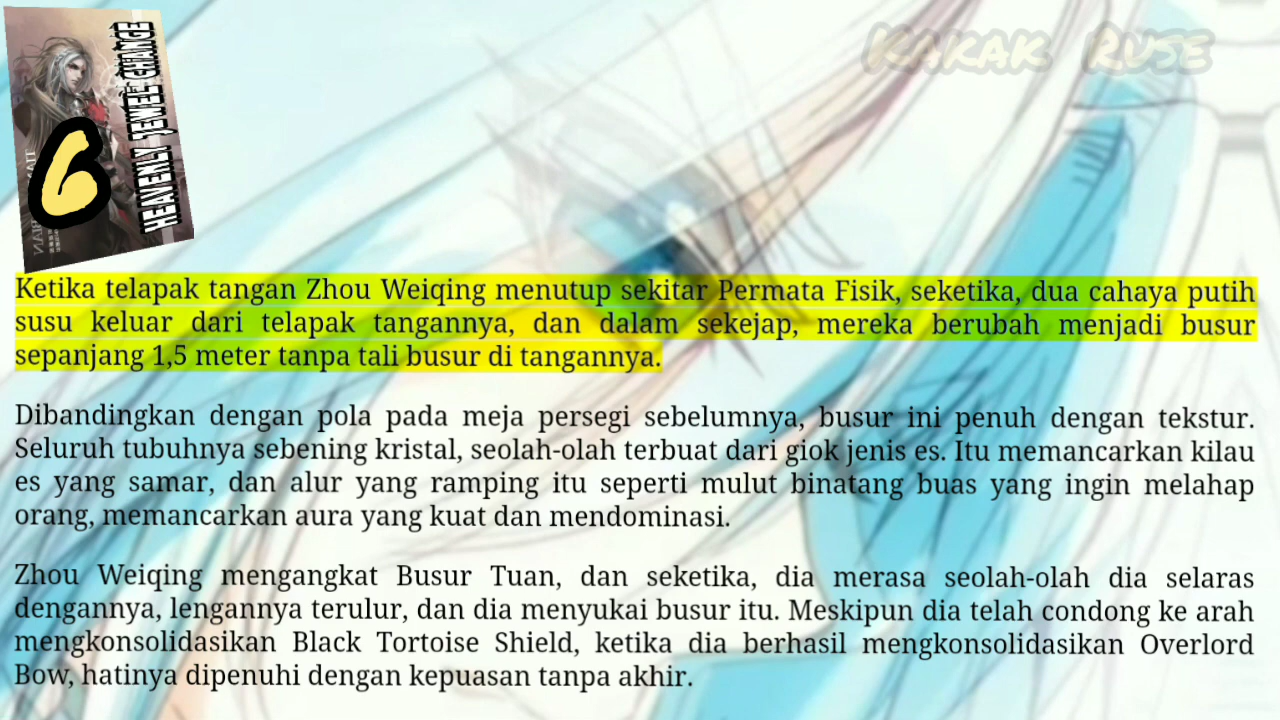 Kakak Ruse
HEAVENLY JEWEL CHANGE
6
Ketika telapak tangan Zhou Weiqing menutup sekitar Permata Fisik, seketika, dua cahaya putih
susu keluar dari telapak tangannya, dan dalam sekejap, mereka berubah menjadi busur
sepanjang 1,5 meter tanpa tali busur di tangannya.
Dibandingkan dengan pola pada meja persegi sebelumnya, busur ini penuh dengan tekstur.
Seluruh tubuhnya sebening kristal, seolah-olah terbuat dari giok jenis es. Itu memancarkan kilau
es yang samar, dan alur yang ramping itu seperti mulut binatang buas yang ingin melahap
orang, memancarkan aura yang kuat dan mendominasi.
Zhou Weiqing mengangkat Busur Tuan, dan seketika, dia merasa seolah-olah dia selaras
dengannya, lengannya terulur, dan dia menyukai busur itu. Meskipun dia telah condong ke arah
mengkonsolidasikan Black Tortoise Shield, ketika dia berhasil mengkonsolidasikan Overlord
Bow, hatinya dipenuhi dengan kepuasan tanpa akhir.